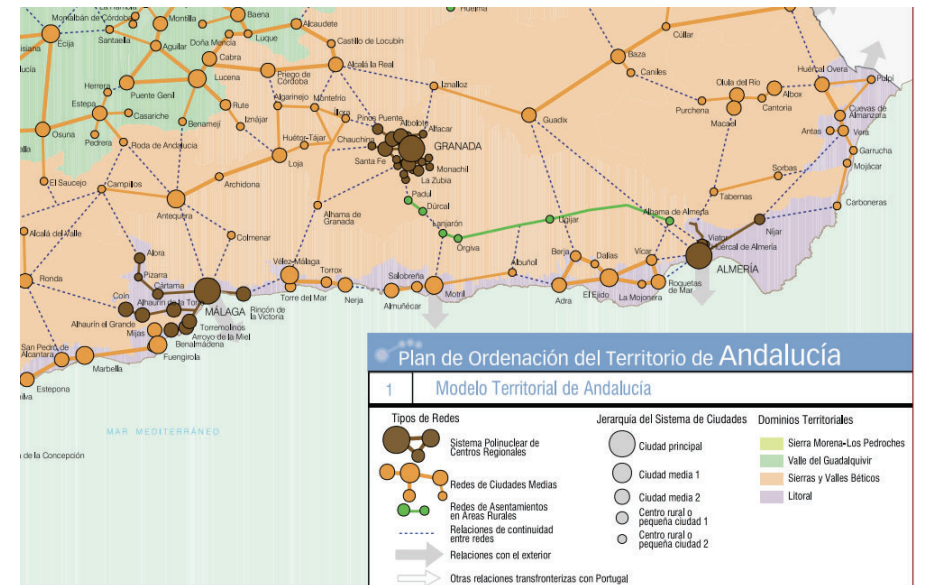 Montalbán de Córdoba
Montilla
Baena
Huelma
Alcaudete
Écija
Santaella
Aguilar
Doña Mencía
Luque
Castillo de Locubín
Cúllar
Cabra
Baza
Alcalá la Real
Caniles
Priego de
Córdoba
Herrera
Puente Genil
Lucena
Iznalloz
Olula del Río
Albox
Huércal Overa
Pulpí
Estepa
Casariche
Rute
Algarinejo
Montefrío
Purchena
Cantoria
Cuevas de
Almanzora
Benamejí
Iznájar
Íllora
Pinos Puente
Albolote
Alfacar
Guadix
Macael
Antas
Vera
Osuna
Pedrera
Roda de Andalucía
Huétor-Tájar
Chauchina
GRANADA
Garrucha
Loja
Santa Fe
Monachil
Mojácar
La Zubia
Sorbas
El Saucejo
Campillos
Archidona
Padul
Tabernas
Carboneras
Antequera
Alhama de
Granada
Dúrcal
Lanjarón
Ugijar
Alhama de Almería
Níjar
Alcalá del Valle
Colmenar
Orgiva
Viator
Huércal de Almería
Alora
Berja
Dalías
Vícar
ALMERÍA
Pizarra
Vélez-Málaga
Torrox
Salobreña
Albuñol
Ronda
Cártama
Coín
Alhaurín de la Torre
Torre del Mar
Nerja
Almuñécar
Motril
Adra
El Ejido
La Mojonera
Roquetas
de Mar
MÁLAGA
Rincón de
la Victoria
Alhaurín el Grande
Mijas
Torremolinos
Arroyo de la Miel
Benalmádena
San Pedro de
Alcantara
Fuengirola
Marbella
Estepona
MAR MEDITERRÁNEO
de la Concepción
Plan de Ordenación del Territorio de Andalucía
1 Modelo Territorial de Andalucía
Tipos de Redes
Sistema Polinuclear de
Centros Regionales
Redes de Ciudades Medias
Redes de Asentamientos
en Areas Rurales
Relaciones de continuidad
entre redes
Relaciones con el exterior
Otras relaciones transfronterizas con Portugal
Jerarquía del Sistema de Ciudades
Ciudad principal
Ciudad media 1
Ciudad media 2
Centro rural o
pequeña ciudad 1
Centro rural o
pequeña ciudad 2
Dominios Territoriales
Sierra Morena-Los Pedroches
Valle del Guadalquivir
Sierras y Valles Béticos
Litoral